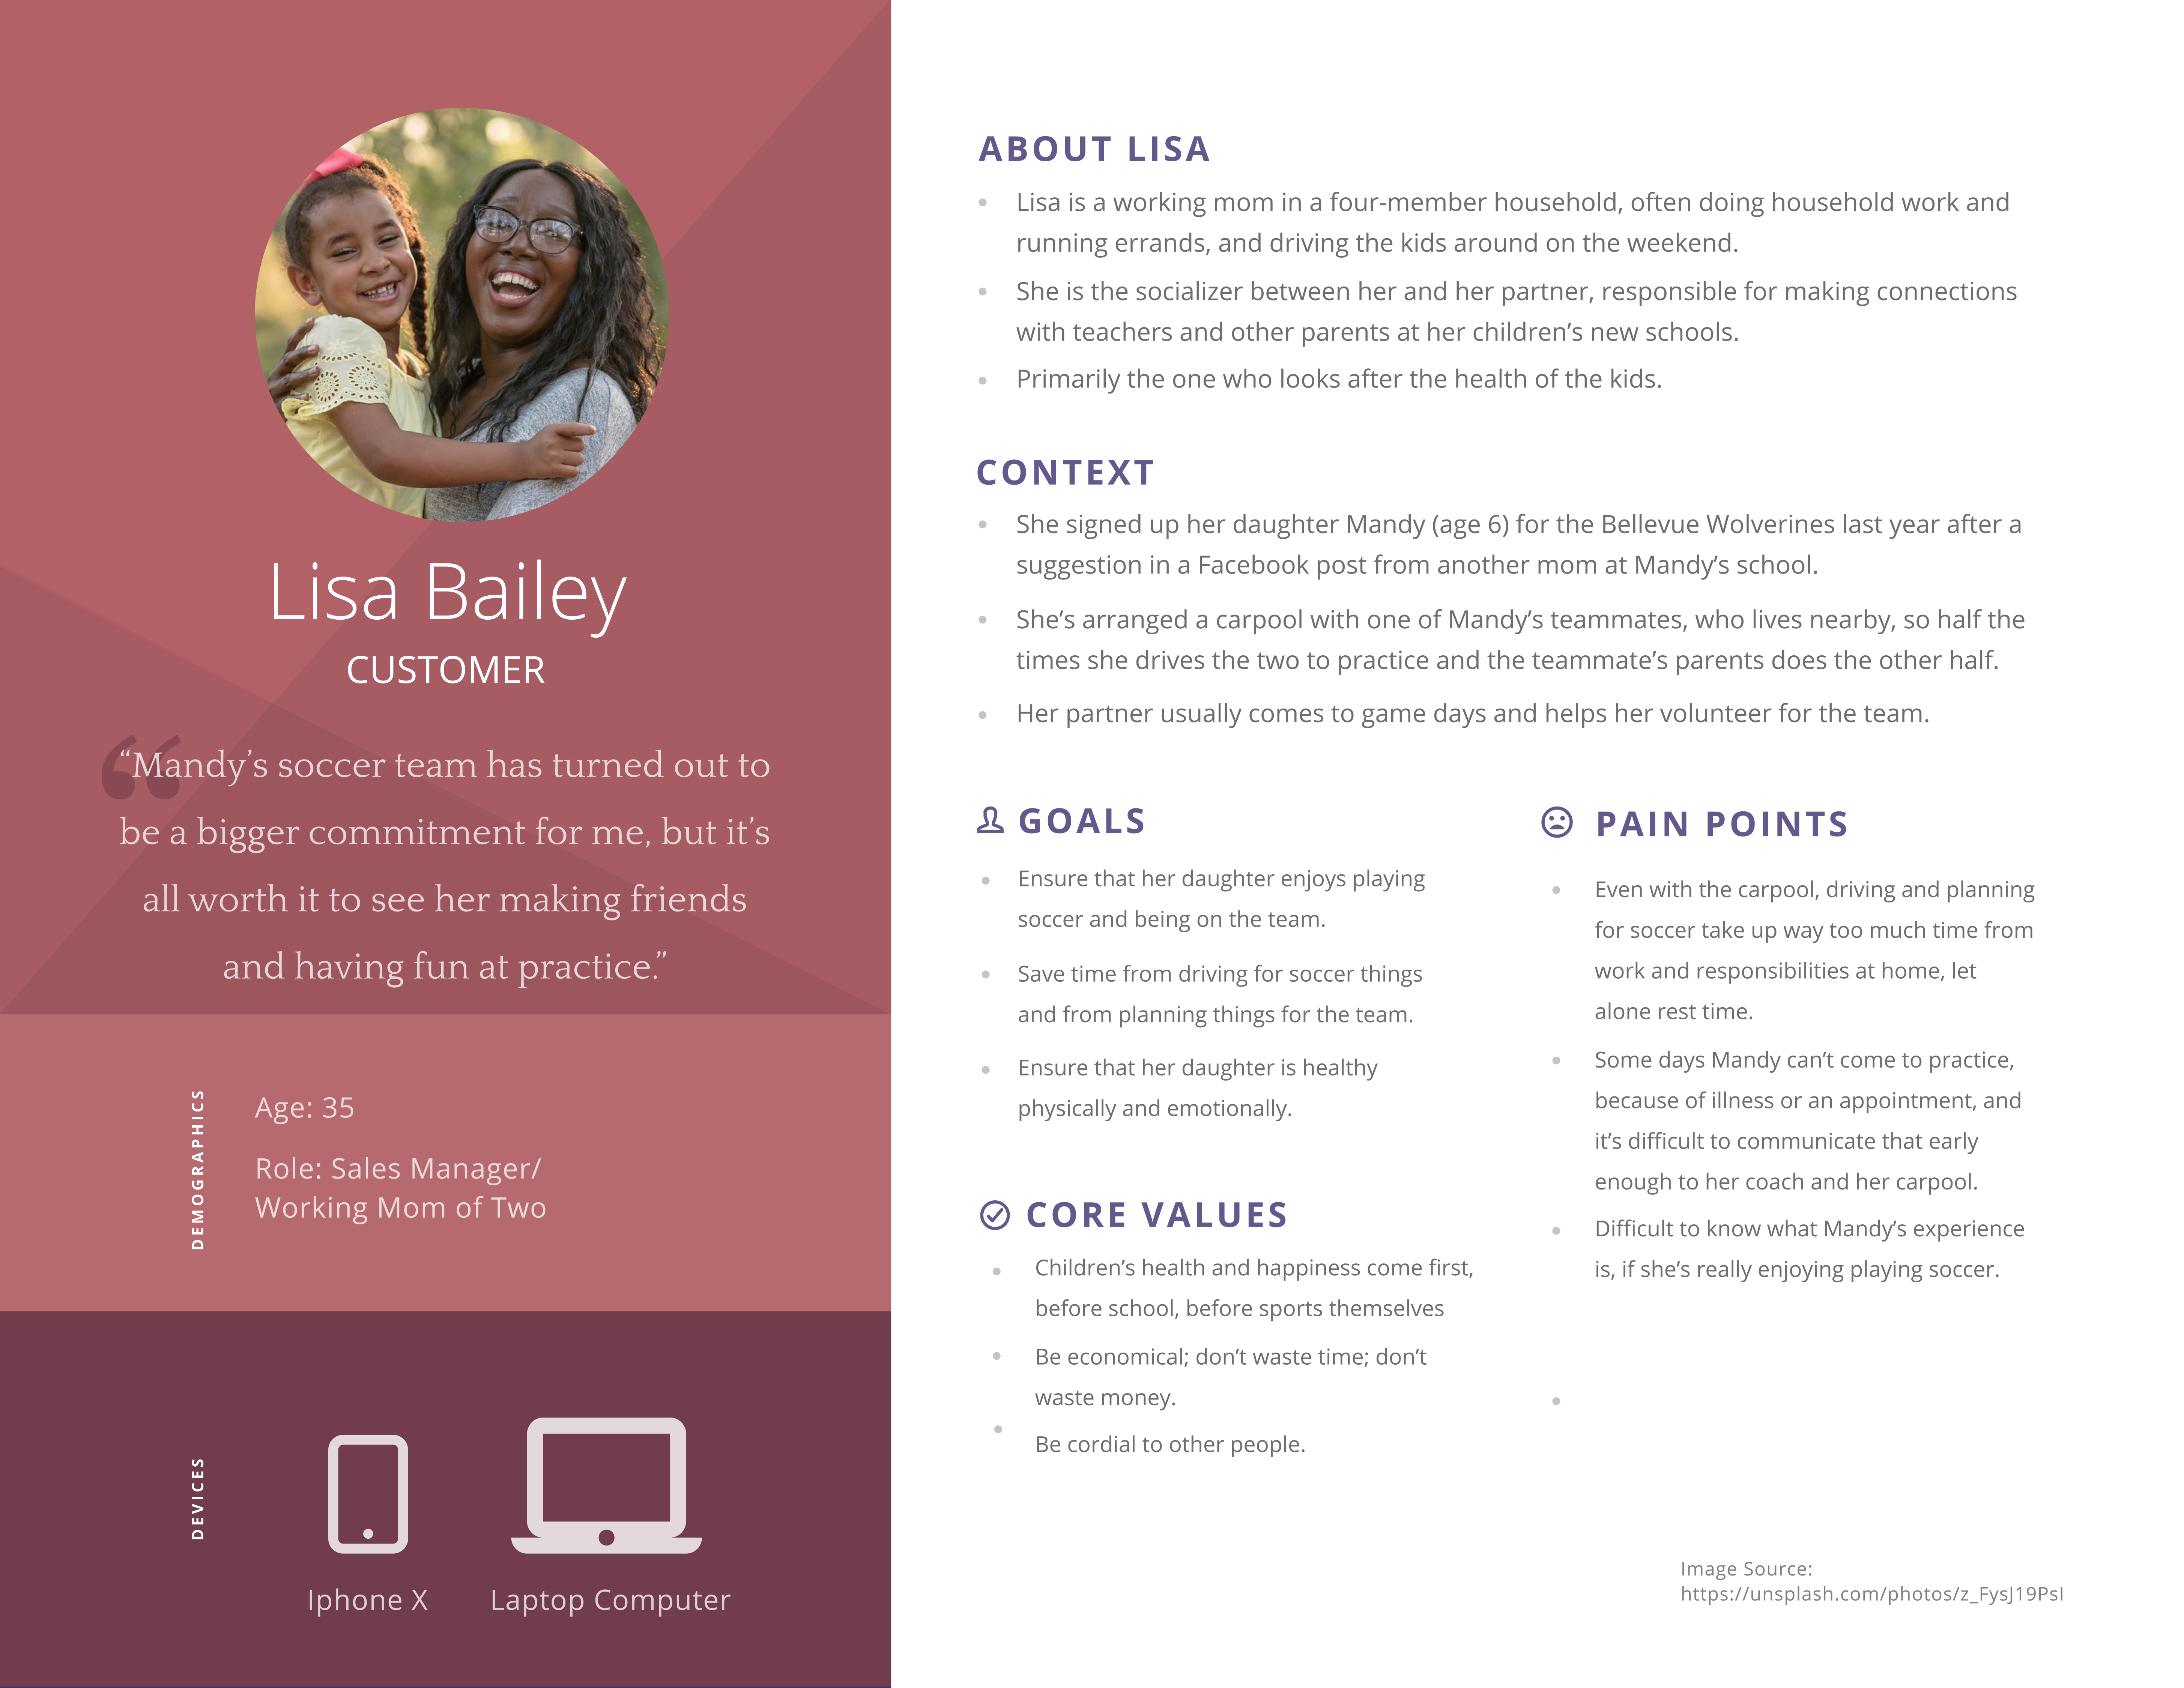 Lisa Bailey
CUSTOMER
“Mandy’s soccer team has turned out to
be a bigger commitment for me, but it’s
all worth it to see her making friends
and having fun at practice.”
DEMOGRAPHICS
Age: 35
Role: Sales Manager/
Working Mom of Two
DEVICES
Iphone X
Laptop Computer
ABOUT LISA
• Lisa is a working mom in a four-member household, often doing household work and
running errands, and driving the kids around on the weekend.
• She is the socializer between her and her partner, responsible for making connections
with teachers and other parents at her children’s new schools.
• Primarily the one who looks after the health of the kids.
CONTEXT
• She signed up her daughter Mandy (age 6) for the Bellevue Wolverines last year after a
suggestion in a Facebook post from another mom at Mandy’s school.
• She’s arranged a carpool with one of Mandy’s teammates, who lives nearby, so half the
times she drives the two to practice and the teammate’s parents does the other half.
• Her partner usually comes to game days and helps her volunteer for the team.
GOALS
• Ensure that her daughter enjoys playing
soccer and being on the team.
• Save time from driving for soccer things
and from planning things for the team.
• Ensure that her daughter is healthy
physically and emotionally.
CORE VALUES
• Children’s health and happiness come first,
before school, before sports themselves
• Be economical; don’t waste time; don’t
waste money.
• Be cordial to other people.
PAIN POINTS
• Even with the carpool, driving and planning
for soccer take up way too much time from
work and responsibilities at home, let
alone rest time.
• Some days Mandy can’t come to practice,
because of illness or an appointment, and
it’s difficult to communicate that early
enough to her coach and her carpool.
• Difficult to know what Mandy’s experience
is, if she’s really enjoying playing soccer.
•
Image Source:
https://unsplash.com/photos/z_FysJ19PsI